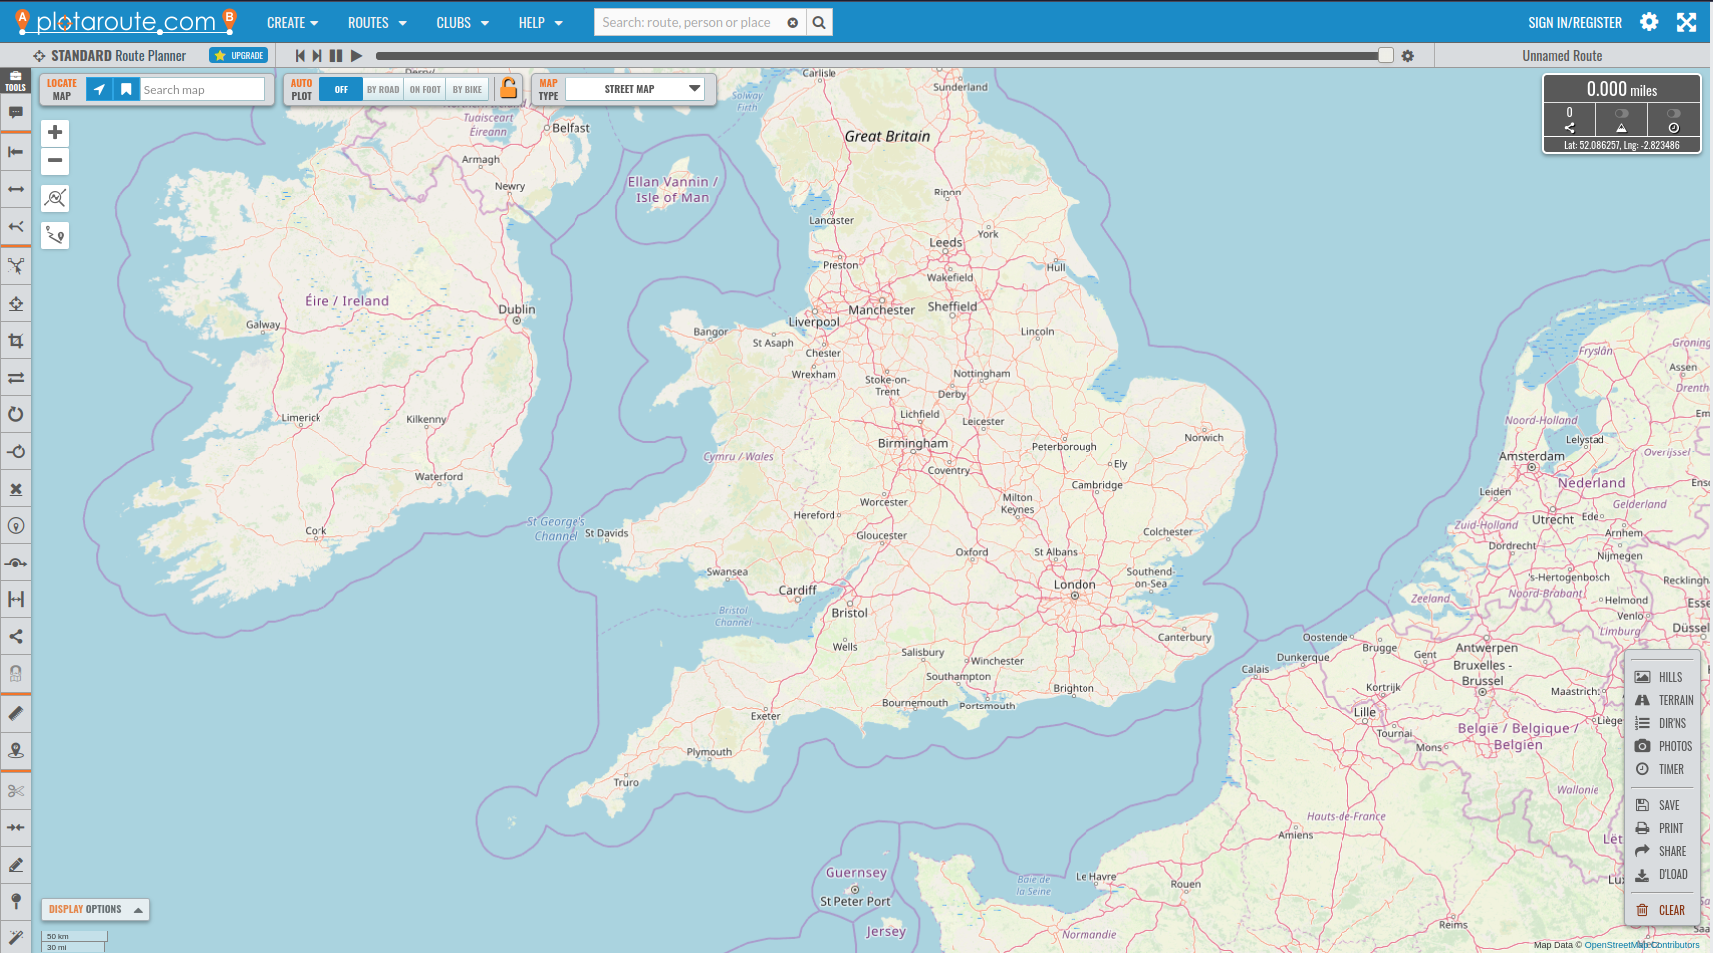 A plotaroute.com B
CREATE ROUTES CLUBS HELP
Search: route, person or place
SIGN IN/REGISTER
STANDARD Route Planner
UPGRADE
Unnamed Route
TOOLS
LOCATE
MAP
Search map
AUTO
PLOT
OFF BY ROAD ON FOOT BY BIKE
MAP
TYPE
STREET MAP
0.000 miles
0
Lat: 52.086257, Lng: -2.823486
Carlisle
Sunderland
Solway
Firth
Great Britain
Tuaisceart
Éireann
Belfast
Armagh
Newry
Ellan Vannin /
Isle of Man
Ripon
Lancaster
York
Leeds
Preston
Wakefield
Hull
Éire / Ireland
Dublin
Galway
Manchester
Sheffield
Liverpool
Bangor
St Asaph
Lincoln
Chester
Wrexham
Stoke-on-
Trent
Nottingham
Derby
Lichfield
Leicester
Limerick
Kilkenny
Birmingham
Peterborough
Norwich
Cymru / Wales
Coventry
Ely
Waterford
Cambridge
Worcester
Milton
Keynes
Hereford
Cork
St George's
Channel
St Davids
Gloucester
Colchester
Oxford
St Albans
Swansea
Southend-
on-Sea
Cardiff
London
Bristol
Bristol
Channel
Canterbury
Wells
Salisbury
Winchester
Southampton
Brighton
Bournemouth
Portsmouth
Exeter
Plymouth
Truro
Guernsey
St Peter Port
Jersey
Groning
Fryslân
Assen
Drenth
Noord-Holland
Lelystad
Overijssel
Amsterdam
Nederland
Leiden
Gelderland
Utrecht
Ede
Zuid-Holland
Arnhem
Dordrecht
Nijmegen
's-Hertogenbosch
Recklingh
Noord-Brabant
Zeeland
Helmond
Esse
Venlo
Limburg
Düssel
Oostende
Brugge
Antwerpen
Dunkerque
Gent
Calais
Bruxelles -
Brussel
Kortrijk
Maastricht
Lille
Liège
Tournai
België / Belgique /
Belgien
Mons
Wallonie
Hauts-de-France
Amiens
Le Havre
Baie de
la Seine
Rouen
Reims
Normandie
HILLS
TERRAIN
DIR'NS
PHOTOS
TIMER
SAVE
PRINT
SHARE
D'LOAD
CLEAR
DISPLAY OPTIONS
50 km
30 mi
Map Data © OpenStreetMap Contributors